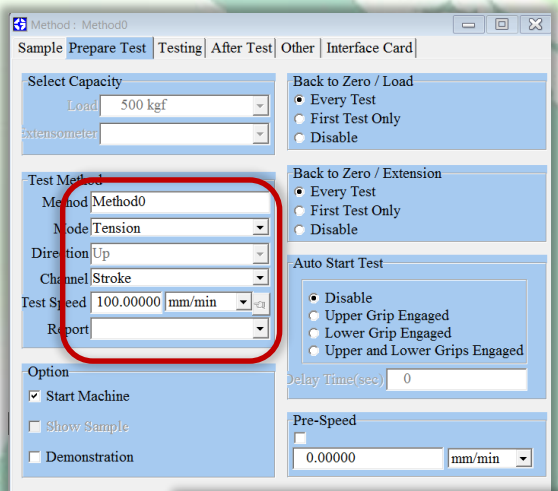 Method : Method0
Sample Prepare Test Testing After Test Other Interface Card
Select Capacity
Load 500 kgf
Extensometer
Test Method
Method Method0
Mode Tension
Direction Up
Channel Stroke
Test Speed 100.00000 mm/min
Report
Option
Start Machine
Show Sample
Demonstration
Back to Zero / Load
Every Test
First Test Only
Disable
Back to Zero / Extension
Every Test
First Test Only
Disable
Auto Start Test
Disable
Upper Grip Engaged
Lower Grip Engaged
Upper and Lower Grips Engaged
Delay Time(sec) 0
Pre-Speed
0.00000 mm/min